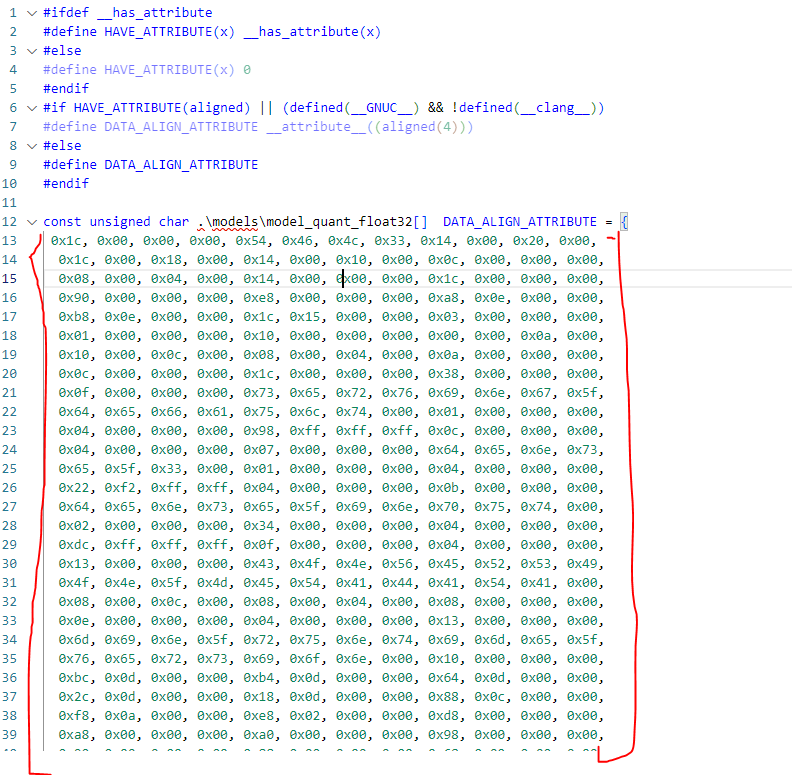 1 #ifdef __has_attribute
2 #define HAVE_ATTRIBUTE(x) __has_attribute(x)
3 #else
4 #define HAVE_ATTRIBUTE(x) 0
5 #endif
6 #if HAVE_ATTRIBUTE(aligned) || (defined(__GNUC__) && !defined(__clang__))
7 #define DATA_ALIGN_ATTRIBUTE __attribute__((aligned(4)))
8 #else
9 #define DATA_ALIGN_ATTRIBUTE
10 #endif
11
12 const unsigned char .\models\model_quant_float32[]  DATA_ALIGN_ATTRIBUTE = {
13 0x1c, 0x00, 0x00, 0x00, 0x54, 0x46, 0x4c, 0x33, 0x14, 0x00, 0x20, 0x00,
14 0x1c, 0x00, 0x18, 0x00, 0x14, 0x00, 0x10, 0x00, 0x0c, 0x00, 0x00, 0x00,
15 0x08, 0x00, 0x04, 0x00, 0x14, 0x00, 0x00, 0x00, 0x1c, 0x00, 0x00, 0x00,
16 0x90, 0x00, 0x00, 0x00, 0xe8, 0x00, 0x00, 0x00, 0xa8, 0x0e, 0x00, 0x00,
17 0xb8, 0x0e, 0x00, 0x00, 0x1c, 0x15, 0x00, 0x00, 0x03, 0x00, 0x00, 0x00,
18 0x01, 0x00, 0x00, 0x00, 0x10, 0x00, 0x00, 0x00, 0x00, 0x00, 0x0a, 0x00,
19 0x10, 0x00, 0x0c, 0x00, 0x08, 0x00, 0x04, 0x00, 0x0a, 0x00, 0x00, 0x00,
20 0x0c, 0x00, 0x00, 0x00, 0x1c, 0x00, 0x00, 0x00, 0x38, 0x00, 0x00, 0x00,
21 0x0f, 0x00, 0x00, 0x00, 0x73, 0x65, 0x72, 0x76, 0x69, 0x6e, 0x67, 0x5f,
22 0x64, 0x65, 0x66, 0x61, 0x75, 0x6c, 0x74, 0x00, 0x01, 0x00, 0x00, 0x00,
23 0x04, 0x00, 0x00, 0x00, 0x98, 0xff, 0xff, 0xff, 0x0c, 0x00, 0x00, 0x00,
24 0x04, 0x00, 0x00, 0x00, 0x07, 0x00, 0x00, 0x00, 0x64, 0x65, 0x6e, 0x73,
25 0x65, 0x5f, 0x33, 0x00, 0x01, 0x00, 0x00, 0x00, 0x04, 0x00, 0x00, 0x00,
26 0x22, 0xf2, 0xff, 0xff, 0x04, 0x00, 0x00, 0x00, 0x0b, 0x00, 0x00, 0x00,
27 0x64, 0x65, 0x6e, 0x73, 0x65, 0x5f, 0x69, 0x6e, 0x70, 0x75, 0x74, 0x00,
28 0x02, 0x00, 0x00, 0x00, 0x34, 0x00, 0x00, 0x00, 0x04, 0x00, 0x00, 0x00,
29 0xdc, 0xff, 0xff, 0xff, 0x0f, 0x00, 0x00, 0x00, 0x04, 0x00, 0x00, 0x00,
30 0x13, 0x00, 0x00, 0x00, 0x43, 0x4f, 0x4e, 0x56, 0x45, 0x52, 0x53, 0x49,
31 0x4f, 0x4e, 0x5f, 0x4d, 0x45, 0x54, 0x41, 0x44, 0x41, 0x54, 0x41, 0x00,
32 0x08, 0x00, 0x0c, 0x00, 0x08, 0x00, 0x04, 0x00, 0x08, 0x00, 0x00, 0x00,
33 0x0e, 0x00, 0x00, 0x00, 0x04, 0x00, 0x00, 0x00, 0x13, 0x00, 0x00, 0x00,
34 0x6d, 0x69, 0x6e, 0x5f, 0x72, 0x75, 0x6e, 0x74, 0x69, 0x6d, 0x65, 0x5f,
35 0x76, 0x65, 0x72, 0x73, 0x69, 0x6f, 0x6e, 0x00, 0x10, 0x00, 0x00, 0x00,
36 0xbc, 0x0d, 0x00, 0x00, 0xb4, 0x0d, 0x00, 0x00, 0x64, 0x0d, 0x00, 0x00,
37 0x2c, 0x0d, 0x00, 0x00, 0x18, 0x0d, 0x00, 0x00, 0x88, 0x0c, 0x00, 0x00,
38 0xf8, 0x0a, 0x00, 0x00, 0xe8, 0x02, 0x00, 0x00, 0xd8, 0x00, 0x00, 0x00,
39 0xa8, 0x00, 0x00, 0x00, 0xa0, 0x00, 0x00, 0x00, 0x98, 0x00, 0x00, 0x00,